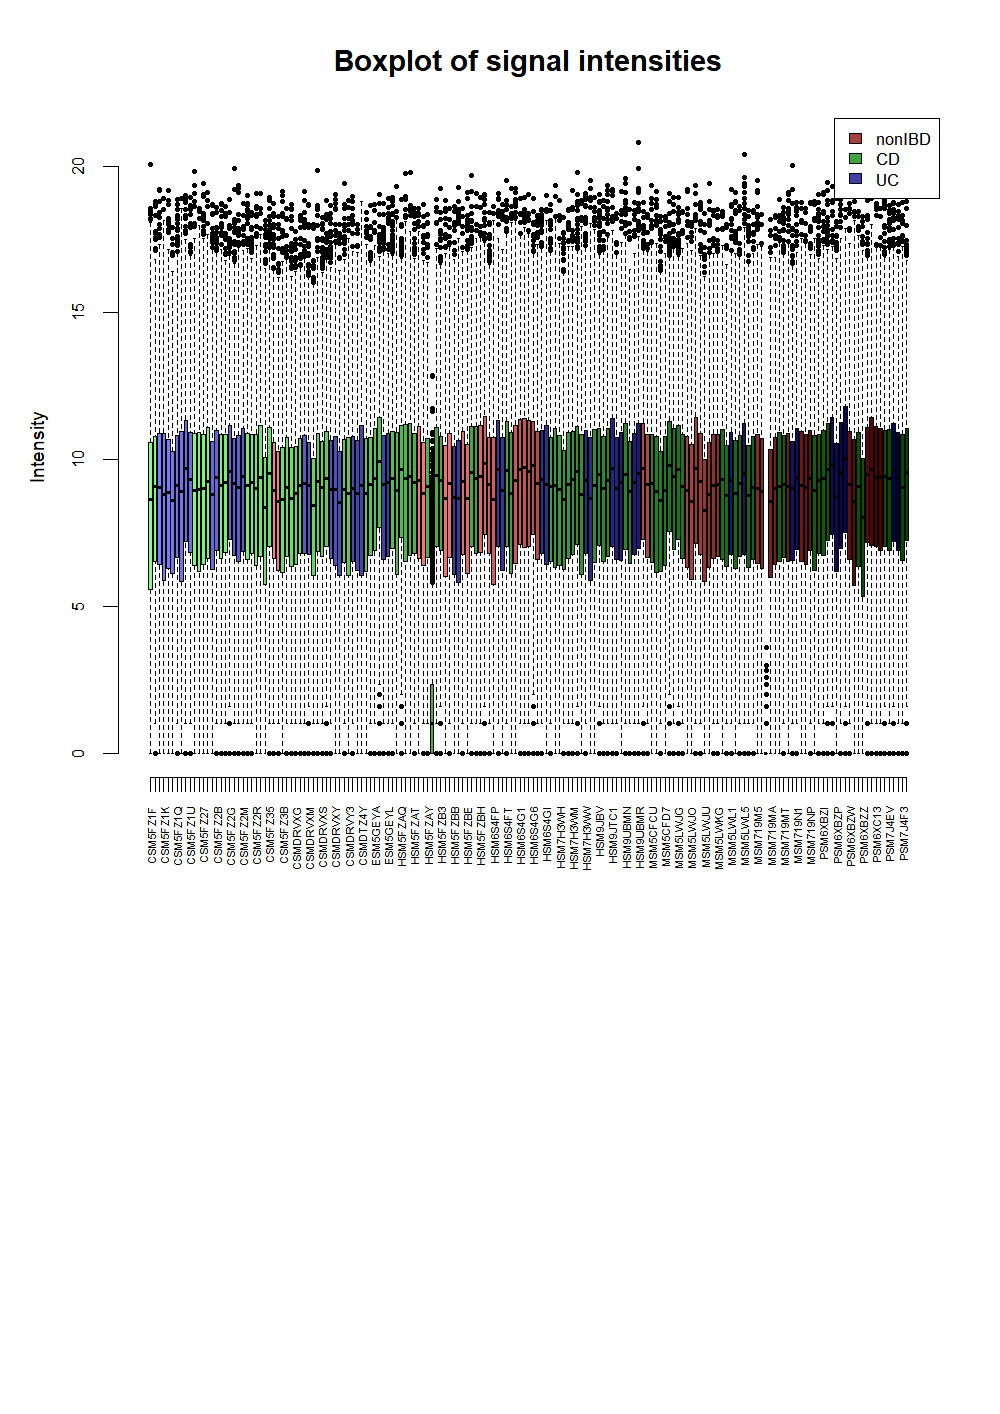 Boxplot of signal intensities
nonIBD
CD
UC
Intensity
20
15
10
5
0
CSM5FZ1F
CSM5FZ1K
CSM5FZ1Q
CSM5FZ1U
CSM5FZ27
CSM5FZ2B
CSM5FZ2G
CSM5FZ2M
CSM5FZ2R
CSM5FZ35
CSM5FZ3B
CSMDRVXG
CSMDRVXM
CSMDRVXS
CSMDRVXY
CSMDRVY3
CSMDTZ4Y
ESM5GEYA
ESM5GEYL
HSM5FZAQ
HSM5FZAT
HSM5FZAY
HSM5FZB3
HSM5FZBB
HSM5FZBE
HSM5FZBH
HSM6S4FP
HSM6S4FT
HSM6S4G1
HSM6S4G6
HSM6S4GI
HSM7H3WH
HSM7H3WM
HSM7H3WW
HSM9JBV
HSM9JTC1
HSM9UBMN
HSM9UBMR
MSM5CFCU
MSM5CFD7
MSM5LWJG
MSM5LWJO
MSM5LWJU
MSM5LWKG
MSM5LWL1
MSM5LWL5
MSM719M5
MSM719MA
MSM719MT
MSM719N1
MSM719NP
PSM6XBZI
PSM6XBZP
PSM6XBZW
PSM6XBZZ
PSM6XC13
PSM7J4EV
PSM7J4F3